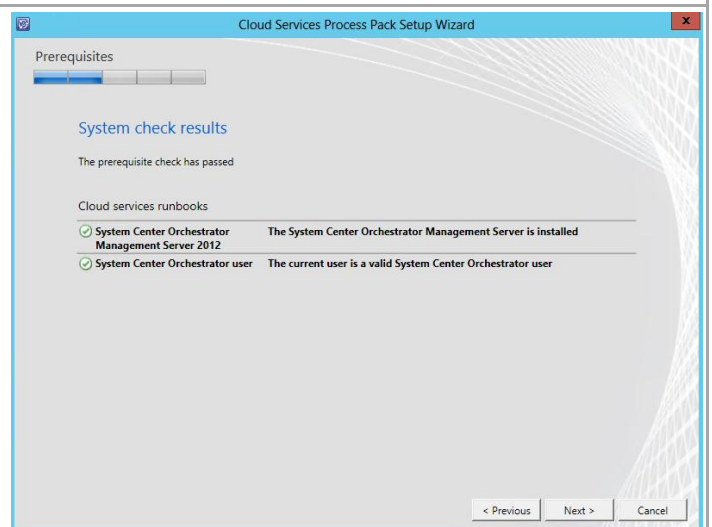 Cloud Services Process Pack Setup Wizard
x
Prerequisites
System check results
The prerequisite check has passed
Cloud services runbooks
System Center Orchestrator The System Center Orchestrator Management Server is installed
Management Server 2012
System Center Orchestrator user The current user is a valid System Center Orchestrator user
< Previous Next > Cancel